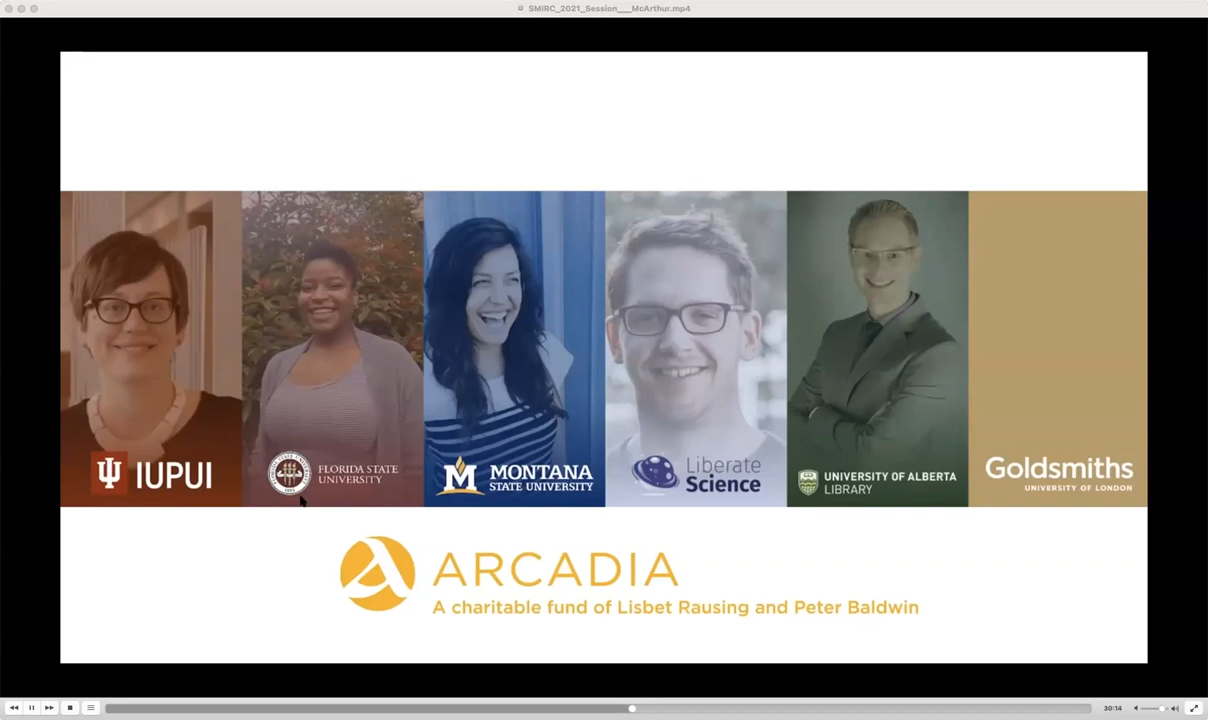 SMIRC_2021_Session___McArthur.mp4
IUPUI
FLORIDA STATE
UNIVERSITY
MONTANA
STATE UNIVERSITY
Liberate
Science
UNIVERSITY OF ALBERTA
LIBRARY
Goldsmiths
UNIVERSITY OF LONDON
ARCADIA
A charitable fund of Lisbet Rausing and Peter Baldwin
30:14